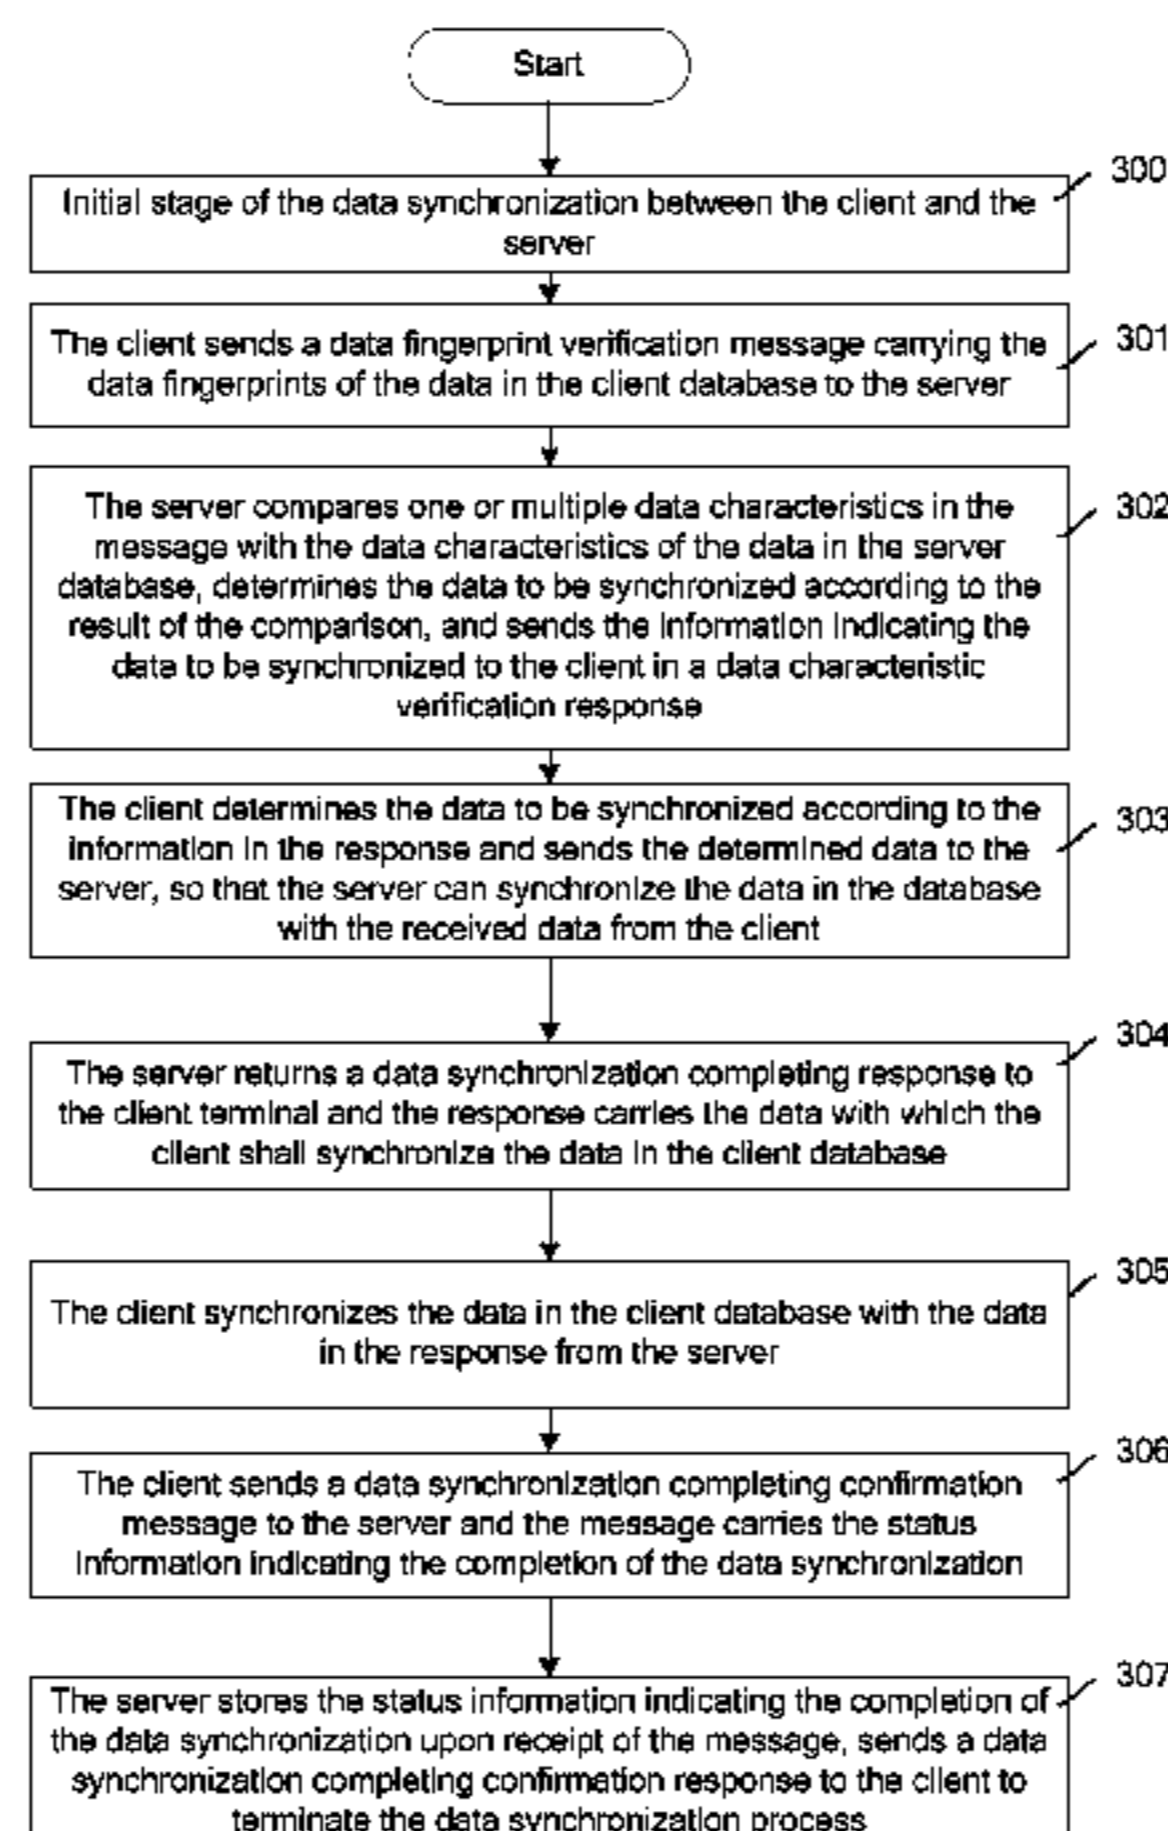 Start
300
Initial stage of the data synchronization between the client and the
server
301
The client sends a data fingerprint verification message carrying the
data fingerprints of the data in the client database to the server
302
The server compares one or multiple data characteristics in the
message with the data characteristics of the data in the server
database, determines the data to be synchronized according to the
result of the comparison, and sends the information indicating the
data to be synchronized to the client in a data characteristic
verification response
303
The client determines the data to be synchronized according to the
information in the response and sends the determined data to the
server, so that the server can synchronize the data in the database
with the received data from the client
304
The server returns a data synchronization completing response to
the client terminal and the response carries the data with which the
client shall synchronize the data in the client database
305
The client synchronizes the data in the client database with the data
in the response from the server
306
The client sends a data synchronization completing confirmation
message to the server and the message carries the status
information indicating the completion of the data synchronization
307
The server stores the status information indicating the completion of
the data synchronization upon receipt of the message, sends a data
synchronization completing confirmation response to the client to
terminate the data synchronization process